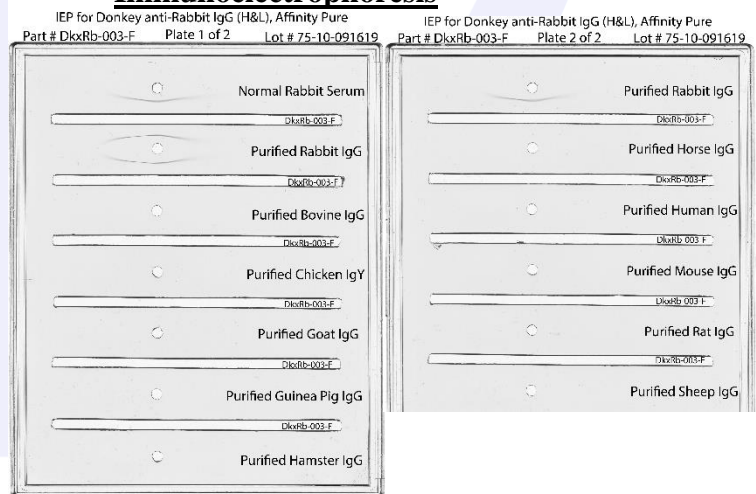 Immunoelectrophoresis
IEP for Donkey anti-Rabbit IgG (H&L), Affinity Pure
Part # DkxRb-003-F Plate 1 of 2 Lot # 75-10-091619
Normal Rabbit Serum
DkxRb-003-F
Purified Rabbit IgG
DkxRb-003-F
Purified Bovine IgG
DkxRb-003-F
Purified Chicken IgY
DkxRb-003-F
Purified Goat IgG
DkxRb-003-F
Purified Guinea Pig IgG
DkxRb-003-F
Purified Hamster IgG
IEP for Donkey anti-Rabbit IgG (H&L), Affinity Pure
Part # DkxRb-003-F Plate 2 of 2 Lot # 75-10-091619
Purified Rabbit IgG
DkxRb-003-F
Purified Horse IgG
DkxRb-003-F
Purified Human IgG
DkxRb-003-F
Purified Mouse IgG
DkxRb-003-F
Purified Rat IgG
DkxRb-003-F
Purified Sheep IgG